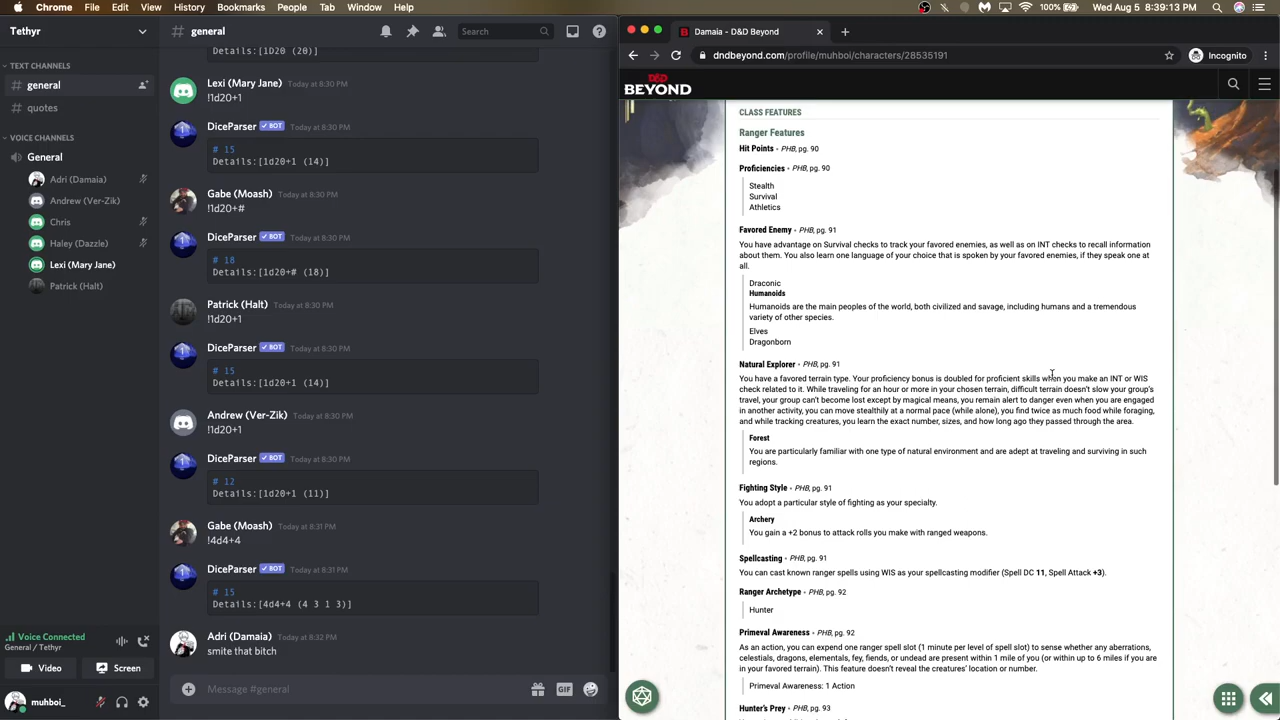 Tethyr
# general
Search
Damaia - D&D Beyond
dndbeyond.com/profile/muhboi/characters/28535191
Incognito
D&D
BEYOND
TEXT CHANNELS
# general
# quotes
VOICE CHANNELS
General
Adri (Damaia)
Andrew (Ver-Zik)
Chris
Haley (Dazzle)
Lexi (Mary Jane)
Patrick (Halt)
Voice Connected
General / Tethyr
Video
Screen
muhboi_
Details:[1D20 (20)]
Lexi (Mary Jane) Today at 8:30 PM
!1d20+1
DiceParser BOT Today at 8:30 PM
# 15
Details:[1d20+1 (14)]
Gabe (Moash) Today at 8:30 PM
!1d20+#
DiceParser BOT Today at 8:30 PM
# 18
Details:[1d20+# (18)]
Patrick (Halt) Today at 8:30 PM
!1d20+1
DiceParser BOT Today at 8:30 PM
# 15
Details:[1d20+1 (14)]
Andrew (Ver-Zik) Today at 8:30 PM
!1d20+1
DiceParser BOT Today at 8:30 PM
# 12
Details:[1d20+1 (11)]
Gabe (Moash) Today at 8:31 PM
!4d4+4
DiceParser BOT Today at 8:31 PM
# 15
Details:[4d4+4 (4 3 1 3)]
Adri (Damaia) Today at 8:32 PM
smite that bitch
Message #general
GIF
CLASS FEATURES
Ranger Features
Hit Points • PHB, pg. 90
Proficiencies • PHB, pg. 90
Stealth
Survival
Athletics
Favored Enemy • PHB, pg. 91
You have advantage on Survival checks to track your favored enemies, as well as on INT checks to recall information
about them. You also learn one language of your choice that is spoken by your favored enemies, if they speak one at
all.
Draconic
Humanoids
Humanoids are the main peoples of the world, both civilized and savage, including humans and a tremendous
variety of other species.
Elves
Dragonborn
Natural Explorer • PHB, pg. 91
You have a favored terrain type. Your proficiency bonus is doubled for proficient skills when you make an INT or WIS
check related to it. While traveling for an hour or more in your chosen terrain, difficult terrain doesn't slow your group's
travel, your group can't become lost except by magical means, you remain alert to danger even when you are engaged
in another activity, you can move stealthily at a normal pace (while alone), you find twice as much food while foraging,
and while tracking creatures, you learn the exact number, sizes, and how long ago they passed through the area.
Forest
You are particularly familiar with one type of natural environment and are adept at traveling and surviving in such
regions.
Fighting Style • PHB, pg. 91
You adopt a particular style of fighting as your specialty.
Archery
You gain a +2 bonus to attack rolls you make with ranged weapons.
Spellcasting • PHB, pg. 91
You can cast known ranger spells using WIS as your spellcasting modifier (Spell DC 11, Spell Attack +3).
Ranger Archetype • PHB, pg. 92
Hunter
Primeval Awareness • PHB, pg. 92
As an action, you can expend one ranger spell slot (1 minute per level of spell slot) to sense whether any aberrations,
celestials, dragons, elementals, fey, fiends, or undead are present within 1 mile of you (or within up to 6 miles if you are
in your favored terrain). This feature doesn't reveal the creatures' location or number.
Primeval Awareness: 1 Action
Hunter's Prey • PHB, pg. 93